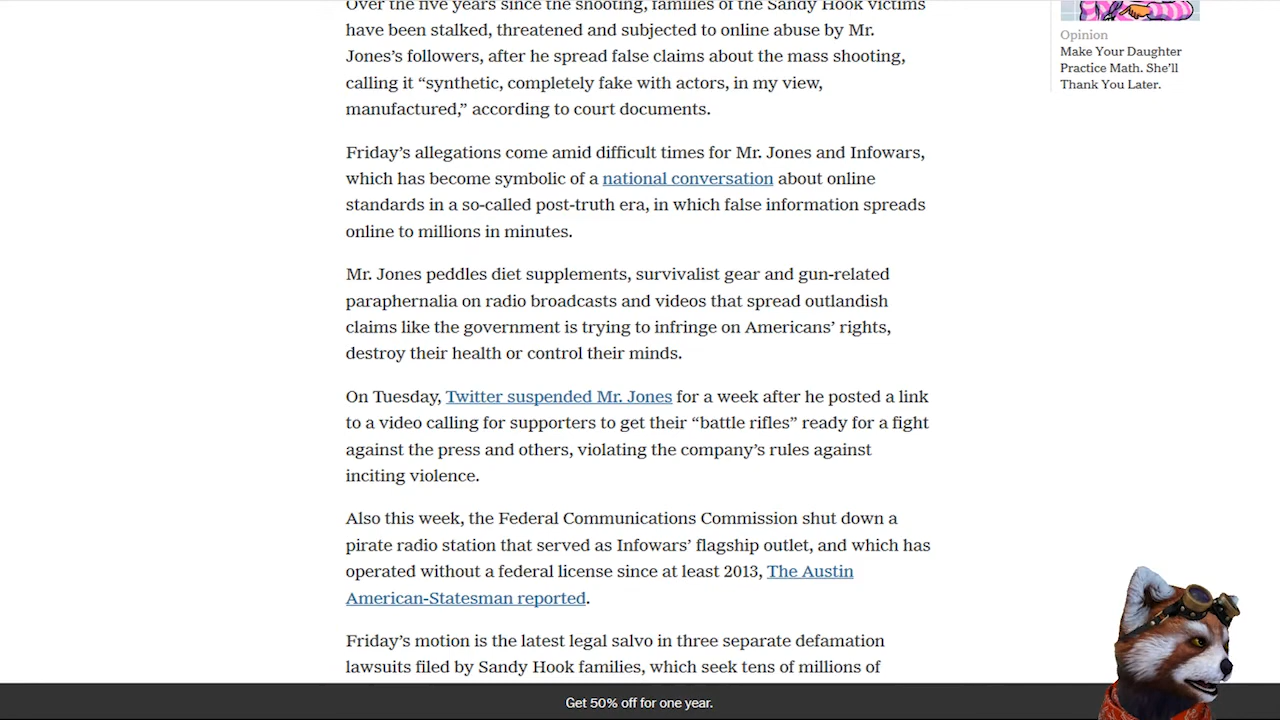 Over the five years since the shooting, families of the Sandy Hook victims
have been stalked, threatened and subjected to online abuse by Mr.
Jones’s followers, after he spread false claims about the mass shooting,
calling it “synthetic, completely fake with actors, in my view,
manufactured,” according to court documents.
Friday’s allegations come amid difficult times for Mr. Jones and Infowars,
which has become symbolic of a national conversation about online
standards in a so-called post-truth era, in which false information spreads
online to millions in minutes.
Mr. Jones peddles diet supplements, survivalist gear and gun-related
paraphernalia on radio broadcasts and videos that spread outlandish
claims like the government is trying to infringe on Americans’ rights,
destroy their health or control their minds.
On Tuesday, Twitter suspended Mr. Jones for a week after he posted a link
to a video calling for supporters to get their “battle rifles” ready for a fight
against the press and others, violating the company’s rules against
inciting violence.
Also this week, the Federal Communications Commission shut down a
pirate radio station that served as Infowars’ flagship outlet, and which has
operated without a federal license since at least 2013, The Austin
American-Statesman reported.
Friday’s motion is the latest legal salvo in three separate defamation
lawsuits filed by Sandy Hook families, which seek tens of millions of
Opinion
Make Your Daughter
Practice Math. She’ll
Thank You Later.
Get 50% off for one year.